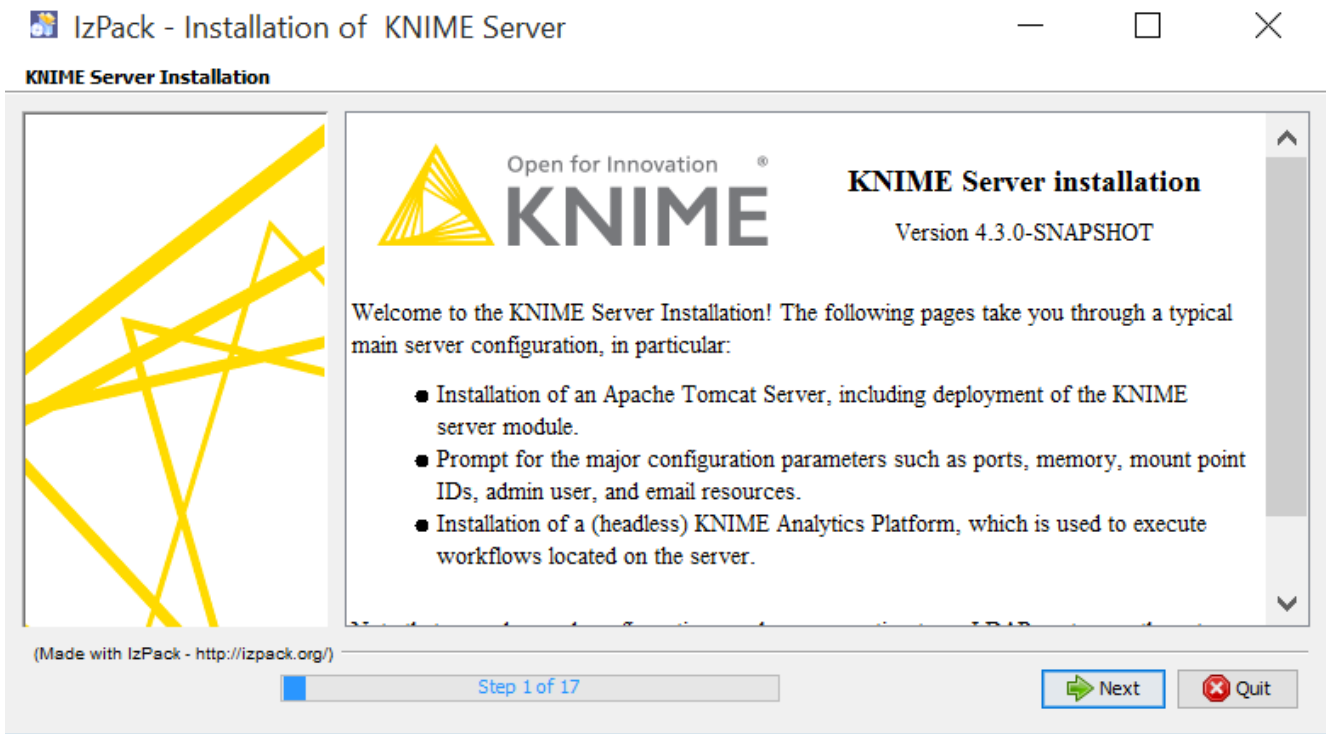 IzPack - Installation of KNIME Server
KNIME Server Installation
Open for Innovation ®
KNIME
KNIME Server installation
Version 4.3.0-SNAPSHOT
Welcome to the KNIME Server Installation! The following pages take you through a typical
main server configuration, in particular:
● Installation of an Apache Tomcat Server, including deployment of the KNIME
server module.
● Prompt for the major configuration parameters such as ports, memory, mount point
IDs, admin user, and email resources.
● Installation of a (headless) KNIME Analytics Platform, which is used to execute
workflows located on the server.
(Made with IzPack - http://izpack.org/)
Step 1 of 17
Next
Quit